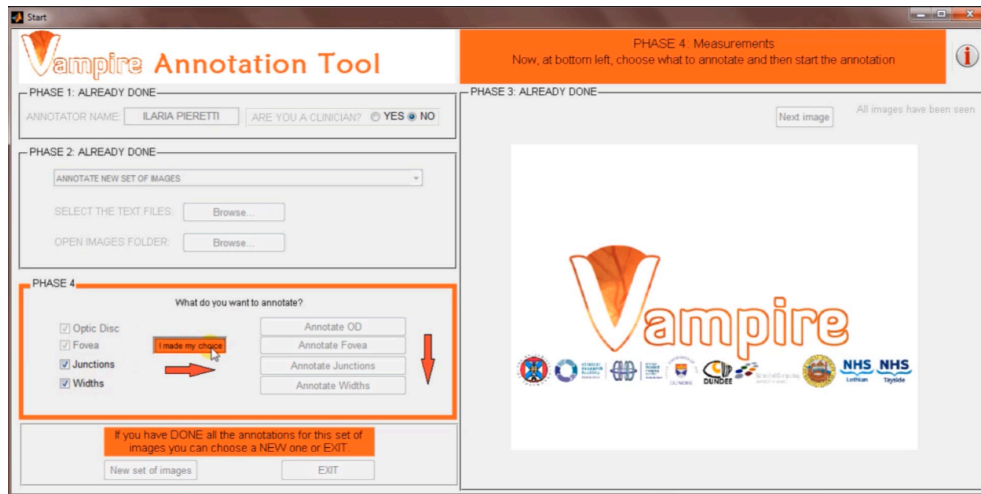 Start
Vampire Annotation Tool
PHASE 4: Measurements
Now, at bottom left, choose what to annotate and then start the annotation
PHASE 1: ALREADY DONE
ANNOTATOR NAME: ILARIA PIERETTI ARE YOU A CLINICIAN? YES NO
PHASE 2: ALREADY DONE
ANNOTATE NEW SET OF IMAGES
SELECT THE TEXT FILES: Browse...
OPEN IMAGES FOLDER: Browse...
PHASE 4
What do you want to annotate?
Optic Disc
Fovea
Junctions
Widths
I made my choice
Annotate OD
Annotate Fovea
Annotate Junctions
Annotate Widths
If you have DONE all the annotations for this set of
images you can choose a NEW one or EXIT
New set of images EXIT
PHASE 3: ALREADY DONE
Next image All images have been seen
Vampire
DUNDEE
NHS NHS
Lothian Tayside